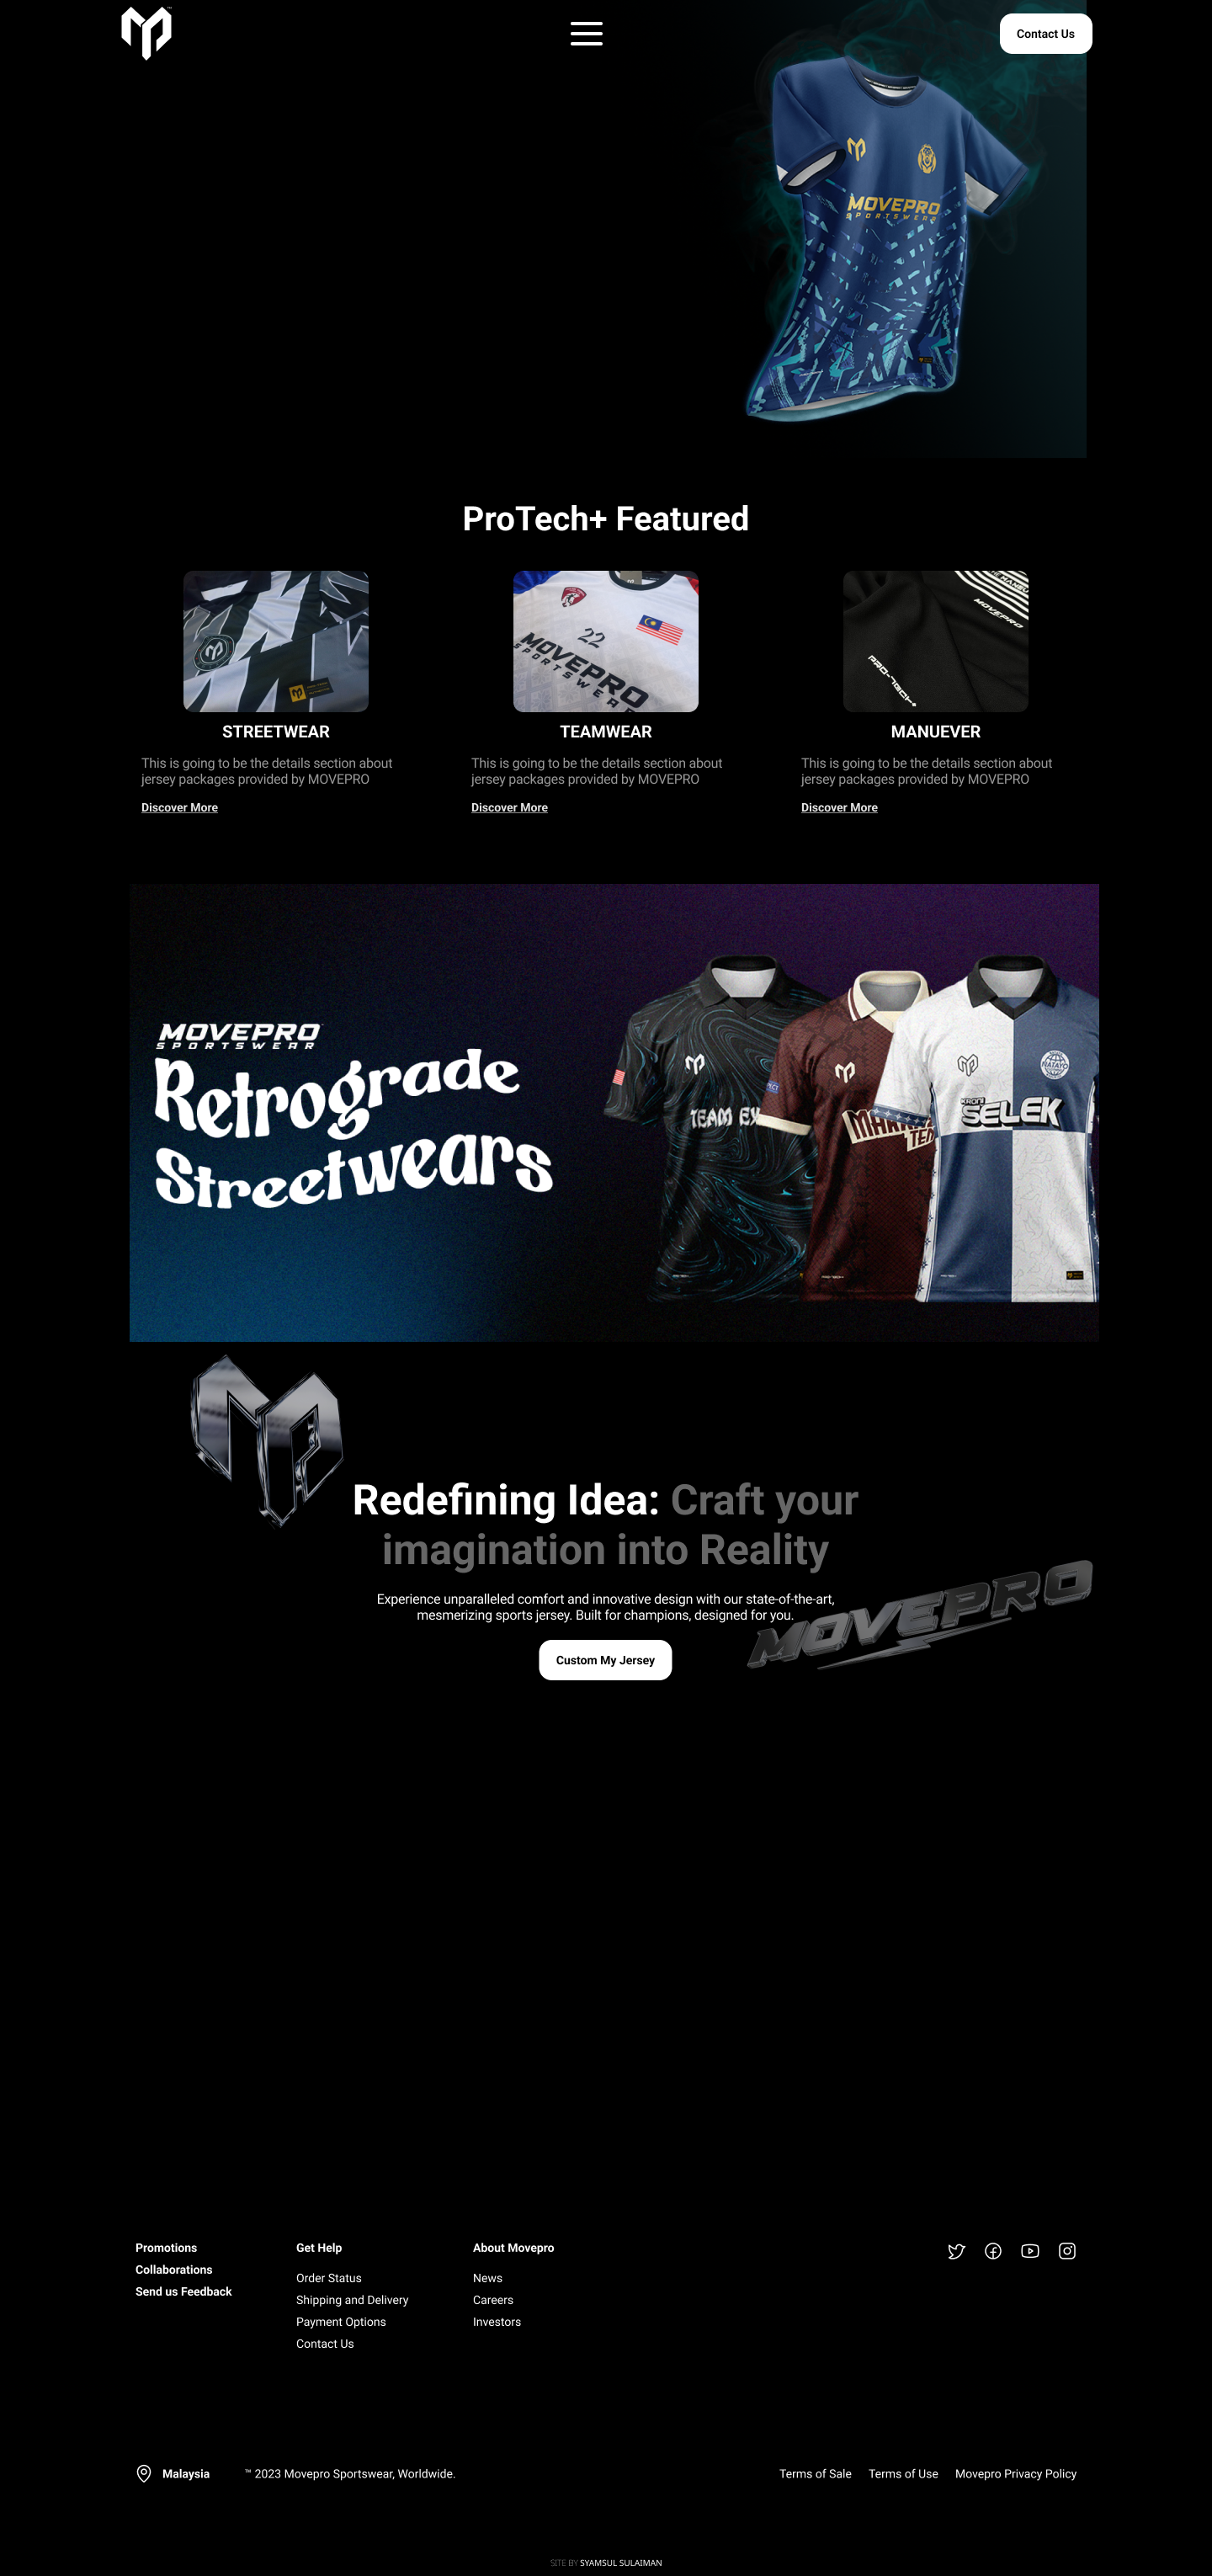 Contact Us
MOVEPRO
SPORTSWEAR
ProTech+ Featured
22
MOVEPRO
SPORTSWEAR
MOVEPRO
PRO-TECH
STREETWEAR
TEAMWEAR
MANUEVER
This is going to be the details section about
jersey packages provided by MOVEPRO
Discover More
This is going to be the details section about
jersey packages provided by MOVEPRO
Discover More
This is going to be the details section about
jersey packages provided by MOVEPRO
Discover More
MOVEPRO
SPORTSWEAR
Retrograde
Streetwears
TEAM EX
KRONI
SELEK
Redefining Idea: Craft your
imagination into Reality
Experience unparalleled comfort and innovative design with our state-of-the-art,
mesmerizing sports jersey. Built for champions, designed for you.
MOVEPRO
Custom My Jersey
Promotions
Collaborations
Send us Feedback
Get Help
Order Status
Shipping and Delivery
Payment Options
Contact Us
About Movepro
News
Careers
Investors
Malaysia
™ 2023 Movepro Sportswear, Worldwide.
Terms of Sale
Terms of Use
Movepro Privacy Policy
SITE BY SYAMSUL SULAIMAN